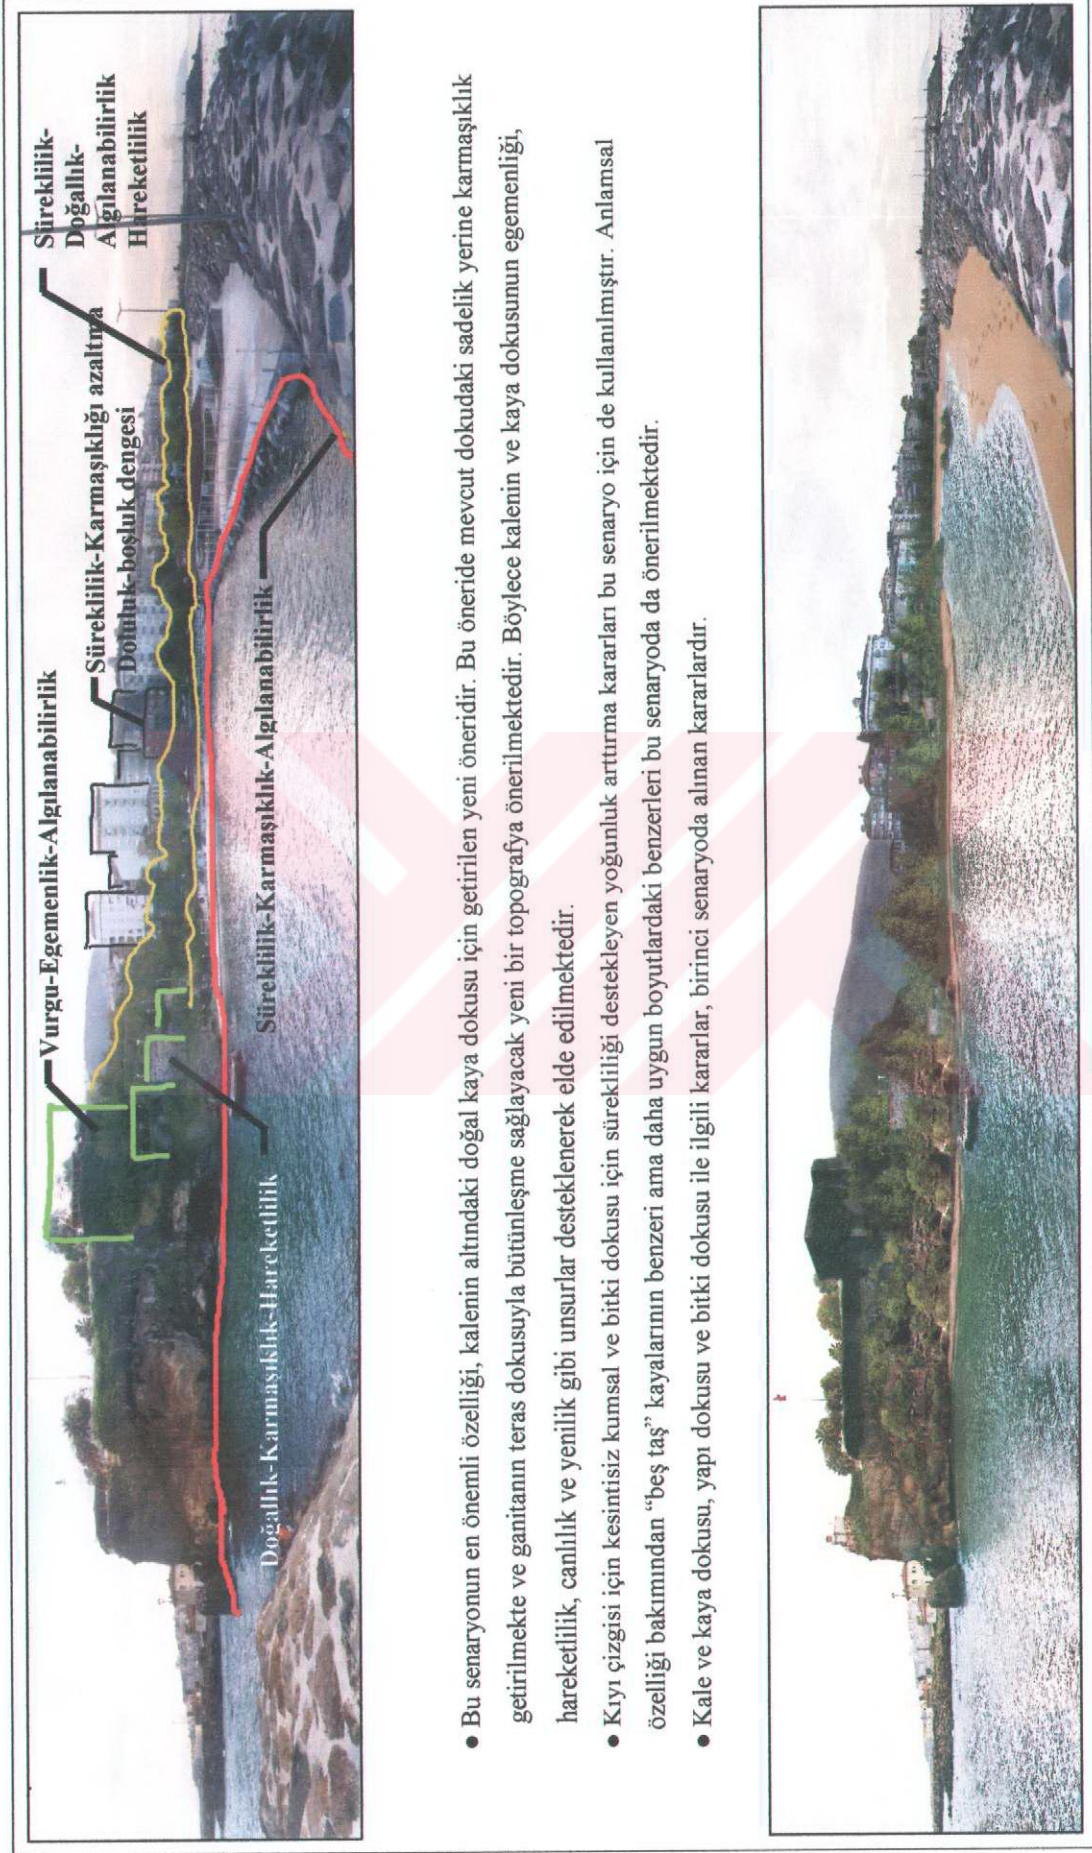 Vurgu-Egemenlik-Algılanabilirlik
Süreklilik-
Doğallık-
Algılanabilirlik
Hareketlilik
Süreklilik-Karmaşıklığı azaltma
Doluluk-boşluk dengesi
Süreklilik-Karmaşıklık-Algılanabilirlik
Doğallık-Karmaşıklık-Hareketlilik
● Bu senaryonun en önemli özelliği, kalenin altındaki doğal kaya dokusu için getirilen yeni öneridir. Bu öneride mevcut dokudaki sadelik yerine karmaşıklık
getirilmekte ve ganitanın teras dokusuyla bütünleşme sağlayacak yeni bir topografya önerilmektedir. Böylece kalenin ve kaya dokusunun egemenliği,
hareketlilik, canlılık ve yenilik gibi unsurlar desteklenerek elde edilmektedir.
● Kıyı çizgisi için kesintisiz kumsal ve bitki dokusu için sürekliliği destekleyen yoğunluk arttırma kararları bu senaryo için de kullanılmıştır. Anlamsal
özelliği bakımından “beş taş” kayalarının benzeri ama daha uygun boyutlardaki benzerleri bu senaryoda da önerilmektedir.
● Kale ve kaya dokusu, yapı dokusu ve bitki dokusu ile ilgili kararlar, birinci senaryoda alınan kararlardır.